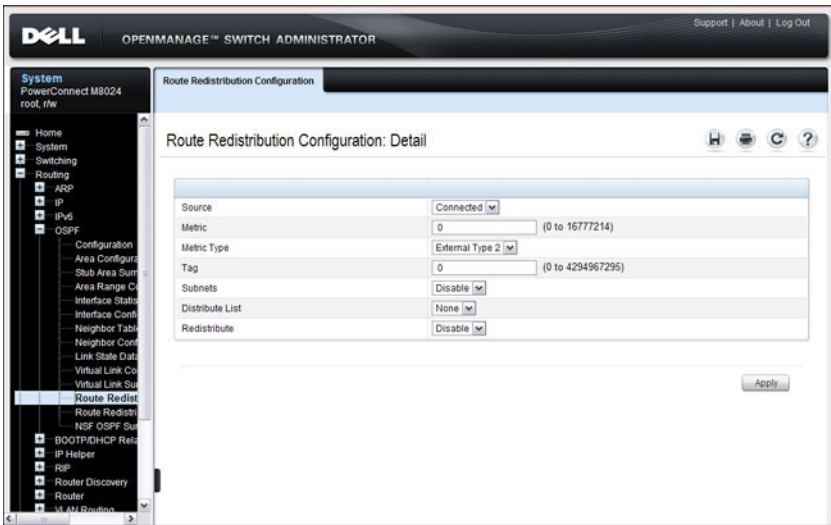 Support | About | Log Out
DELL
OPENMANAGE™ SWITCH ADMINISTRATOR
System
PowerConnect M8024
root, r/w
Route Redistribution Configuration
Home
System
Switching
Routing
ARP
IP
IPv6
OSPF
Configuration
Area Configura
Stub Area Sum
Area Range Co
Interface Statis
Interface Confi
Neighbor Table
Neighbor Conf
Link State Data
Virtual Link Co
Virtual Link Sum
Route Redist
Route Redistri
NSF OSPF Sum
BOOTP/DHCP Rela
IP Helper
RIP
Router Discovery
Router
VLAN Routing
Route Redistribution Configuration: Detail
Source Connected
Metric 0 (0 to 16777214)
Metric Type External Type 2
Tag 0 (0 to 4294967295)
Subnets Disable
Distribute List None
Redistribute Disable
Apply